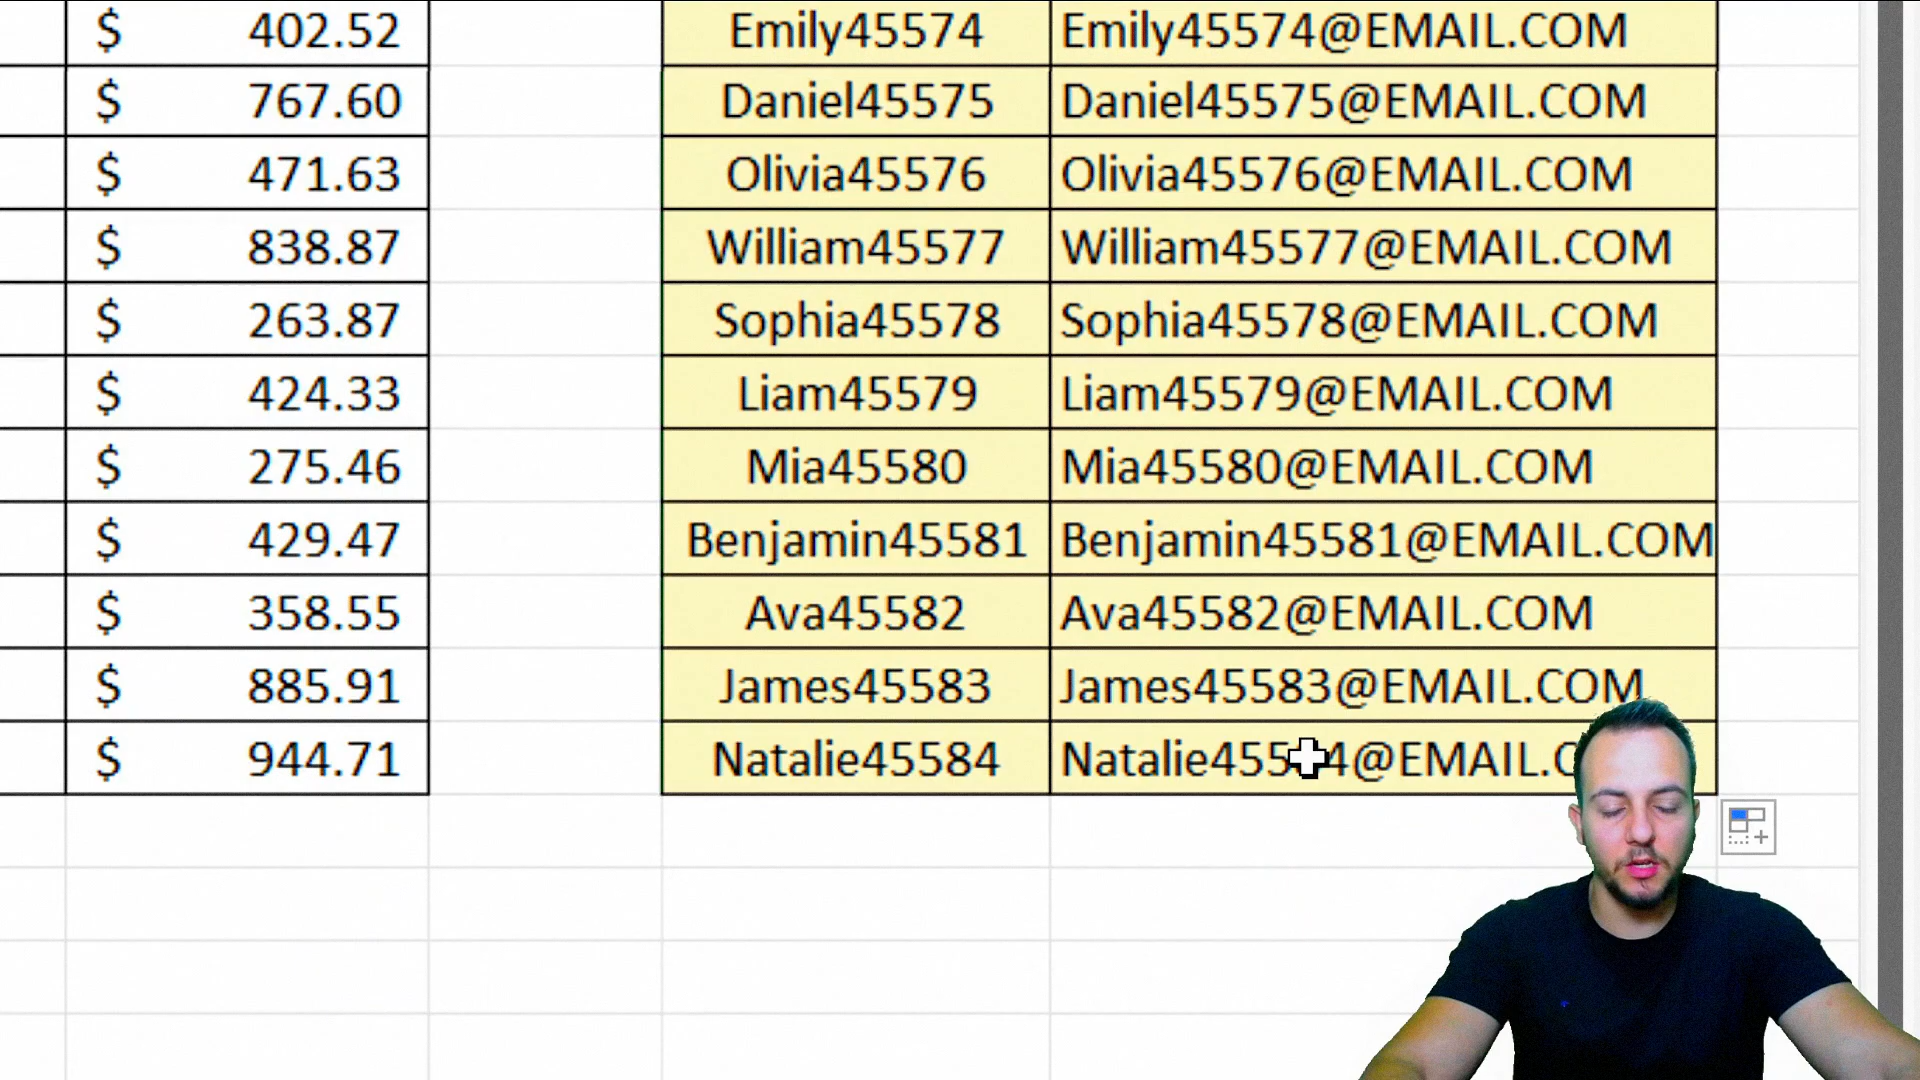 $ 402.52 Emily45574 Emily45574@EMAIL.COM
$ 767.60 Daniel45575 Daniel45575@EMAIL.COM
$ 471.63 Olivia45576 Olivia45576@EMAIL.COM
$ 838.87 William45577 William45577@EMAIL.COM
$ 263.87 Sophia45578 Sophia45578@EMAIL.COM
$ 424.33 Liam45579 Liam45579@EMAIL.COM
$ 275.46 Mia45580 Mia45580@EMAIL.COM
$ 429.47 Benjamin45581 Benjamin45581@EMAIL.COM
$ 358.55 Ava45582 Ava45582@EMAIL.COM
$ 885.91 James45583 James45583@EMAIL.COM
$ 944.71 Natalie45584